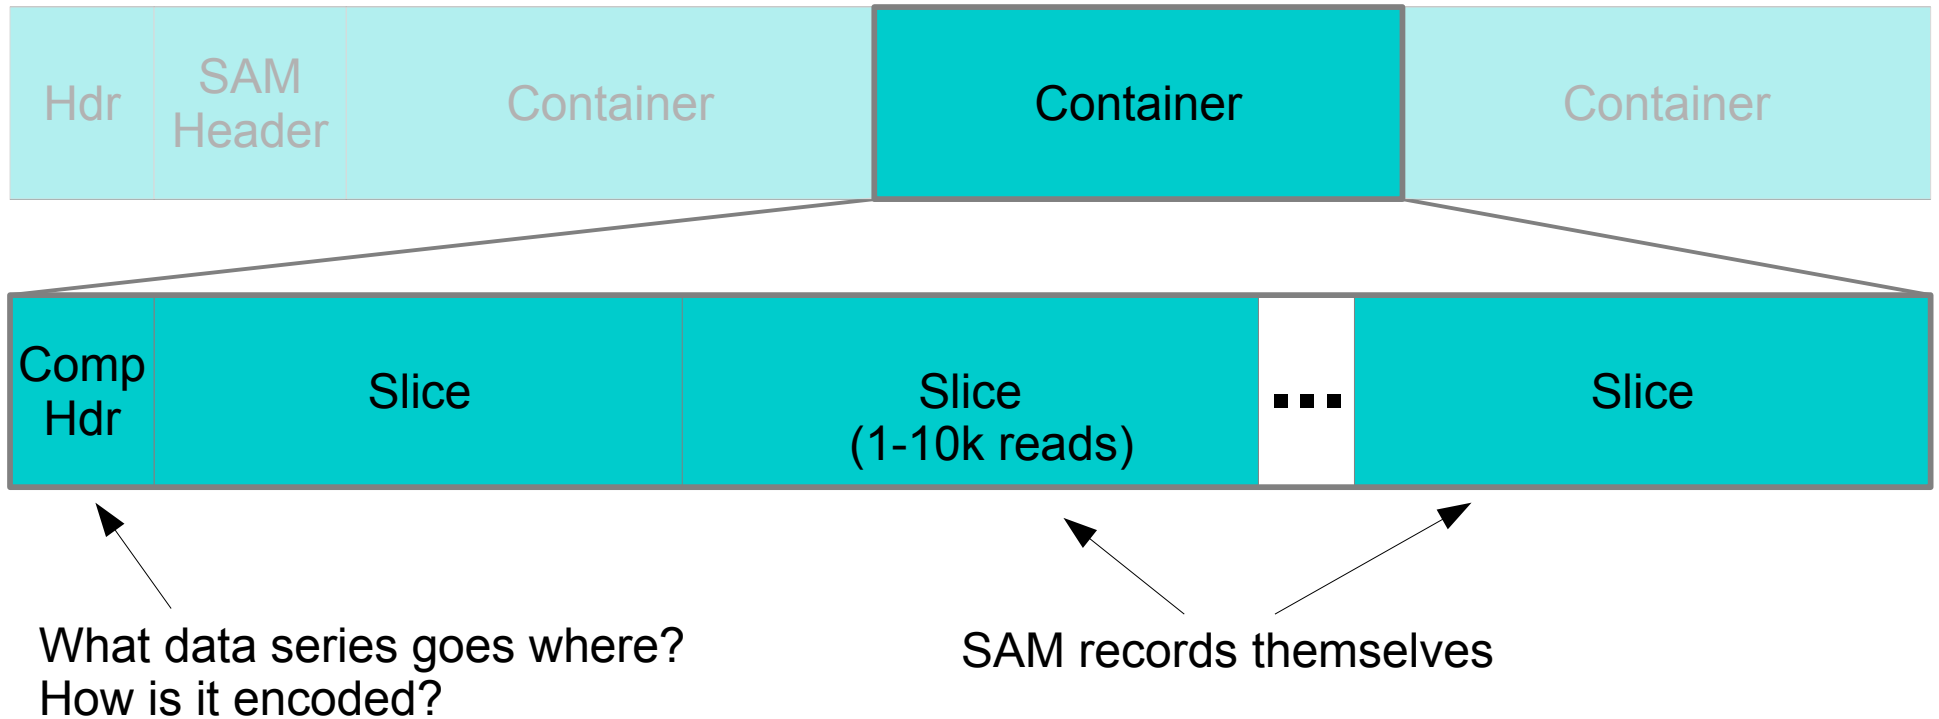 Hdr
SAM
Header
Container
Container
Container
Comp
Hdr
Slice
Slice
(1-10k reads)
...
Slice
What data series goes where?
How is it encoded?
SAM records themselves